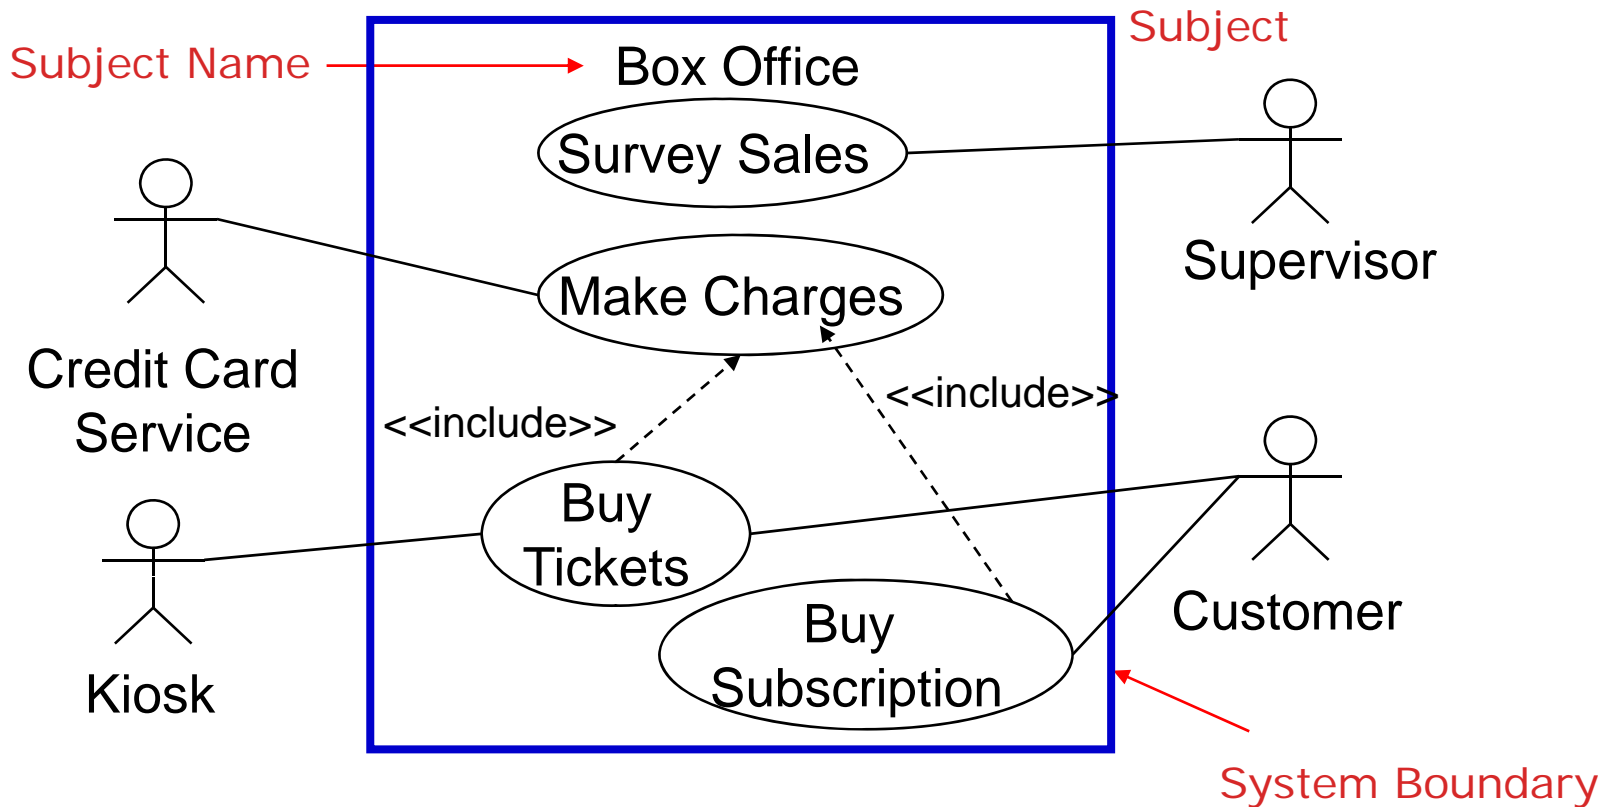 Subject
Subject Name
Box Office
Survey Sales
Supervisor
Make Charges
Credit Card
Service
<<include>>
<<include>>
Buy
Tickets
Customer
Buy
Subscription
Kiosk
System Boundary